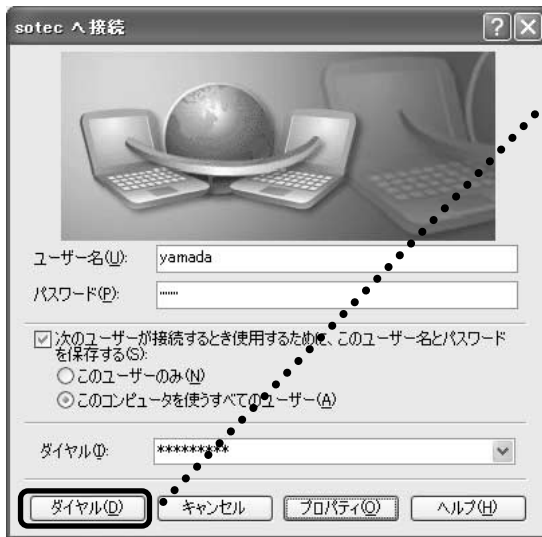 sotec へ接続
ユーザー名(U):
yamada
パスワード(P):
次のユーザーが接続するとき使用するために、このユーザー名とパスワード
を保存する(S):
このユーザーのみ(N)
このコンピュータを使うすべてのユーザー(A)
ダイヤル(I):
*********
ダイヤル(D)
キャンセル
プロパティ(O)
ヘルプ(H)